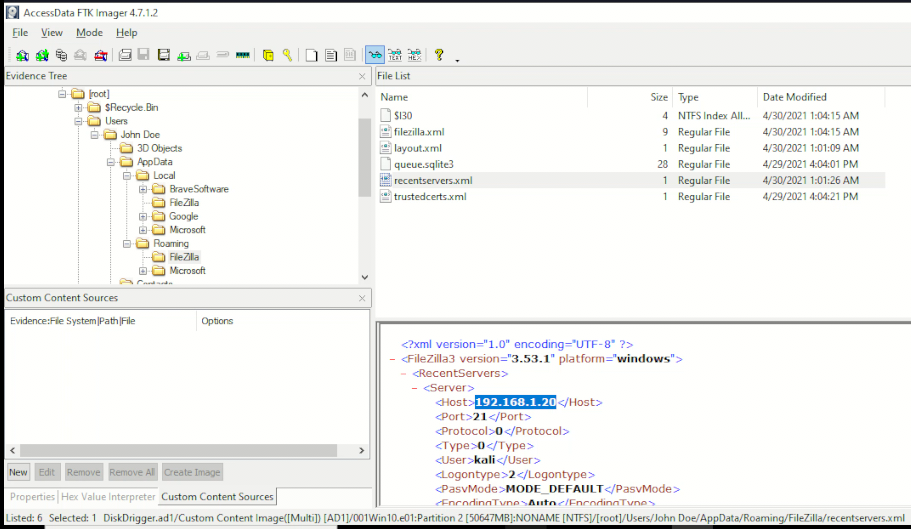 AccessData FTK Imager 4.7.1.2
File View Mode Help
Evidence Tree
[root]
$Recycle.Bin
Users
John Doe
3D Objects
AppData
Local
BraveSoftware
FileZilla
Google
Microsoft
Roaming
FileZilla
Microsoft
Custom Content Sources
Evidence:File System|Path|File Options
New Edit Remove Remove All Create Image
Properties Hex Value Interpreter Custom Content Sources
File List
Name Size Type Date Modified
$I30 4 NTFS Index All... 4/30/2021 1:04:15 AM
filezilla.xml 9 Regular File 4/30/2021 1:04:15 AM
layout.xml 1 Regular File 4/30/2021 1:01:09 AM
queue.sqlite3 28 Regular File 4/29/2021 4:04:01 PM
recentservers.xml 1 Regular File 4/30/2021 1:01:26 AM
trustedcerts.xml 1 Regular File 4/29/2021 4:04:21 PM
<?xml version="1.0" encoding="UTF-8" ?>
- <FileZilla3 version="3.53.1" platform="windows">
- <RecentServers>
- <Server>
<Host>192.168.1.20</Host>
<Port>21</Port>
<Protocol>0</Protocol>
<Type>0</Type>
<User>kali</User>
<Logontype>2</Logontype>
<PasvMode>MODE_DEFAULT</PasvMode>
<EncodingType>Auto</EncodingType>
Listed: 6 Selected: 1 DiskDrigger.ad1/Custom Content Image([Multi]) [AD1]/001Win10.e01:Partition 2 [50647MB]:NONAME [NTFS]/[root]/Users/John Doe/AppData/Roaming/FileZilla/recentservers.xml